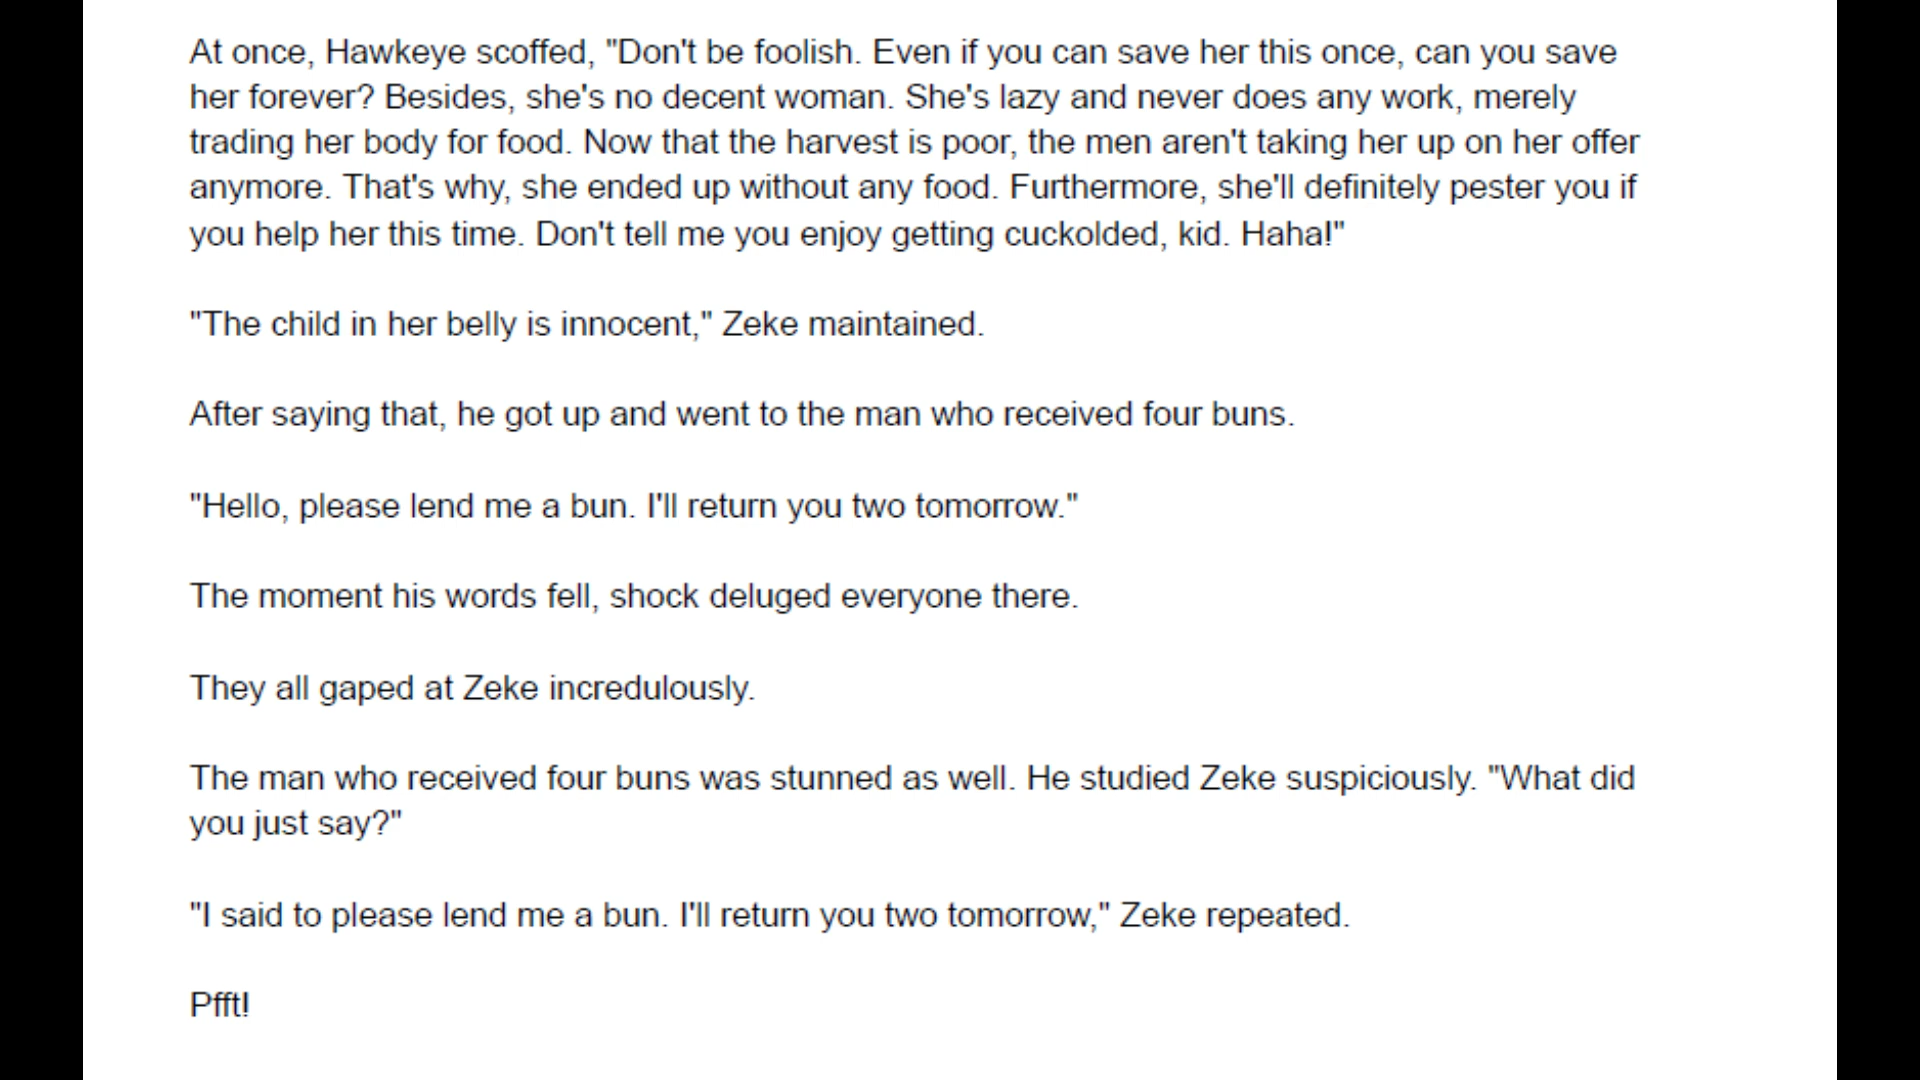 At once, Hawkeye scoffed, "Don't be foolish. Even if you can save her this once, can you save
her forever? Besides, she's no decent woman. She's lazy and never does any work, merely
trading her body for food. Now that the harvest is poor, the men aren't taking her up on her offer
anymore. That's why, she ended up without any food. Furthermore, she'll definitely pester you if
you help her this time. Don't tell me you enjoy getting cuckolded, kid. Haha!"
"The child in her belly is innocent," Zeke maintained.
After saying that, he got up and went to the man who received four buns.
"Hello, please lend me a bun. I'll return you two tomorrow."
The moment his words fell, shock deluged everyone there.
They all gaped at Zeke incredulously.
The man who received four buns was stunned as well. He studied Zeke suspiciously. "What did
you just say?"
"I said to please lend me a bun. I'll return you two tomorrow," Zeke repeated.
Pfft!